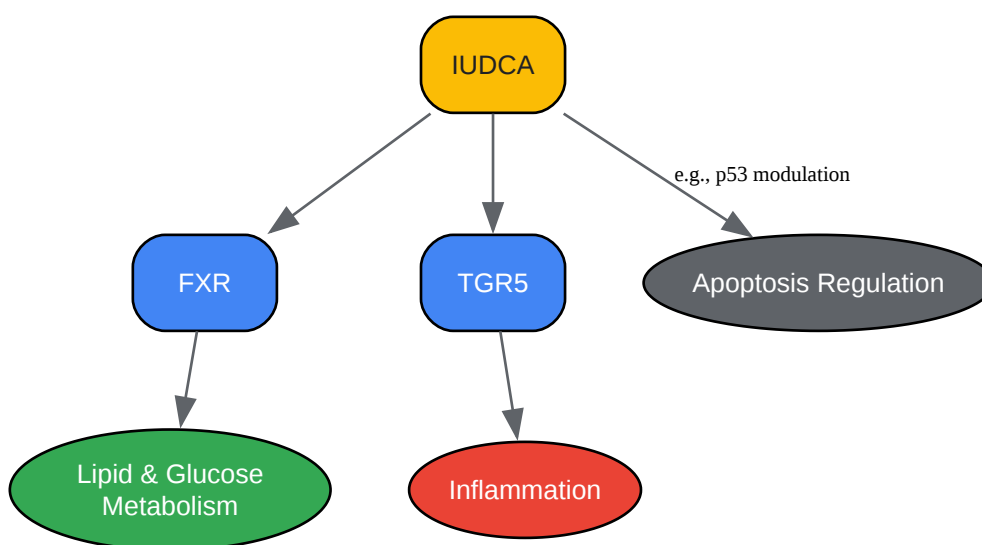 IUDCA
e.g., p53 modulation
FXR
TGR5
Apoptosis Regulation
Lipid & Glucose
Metabolism
Inflammation